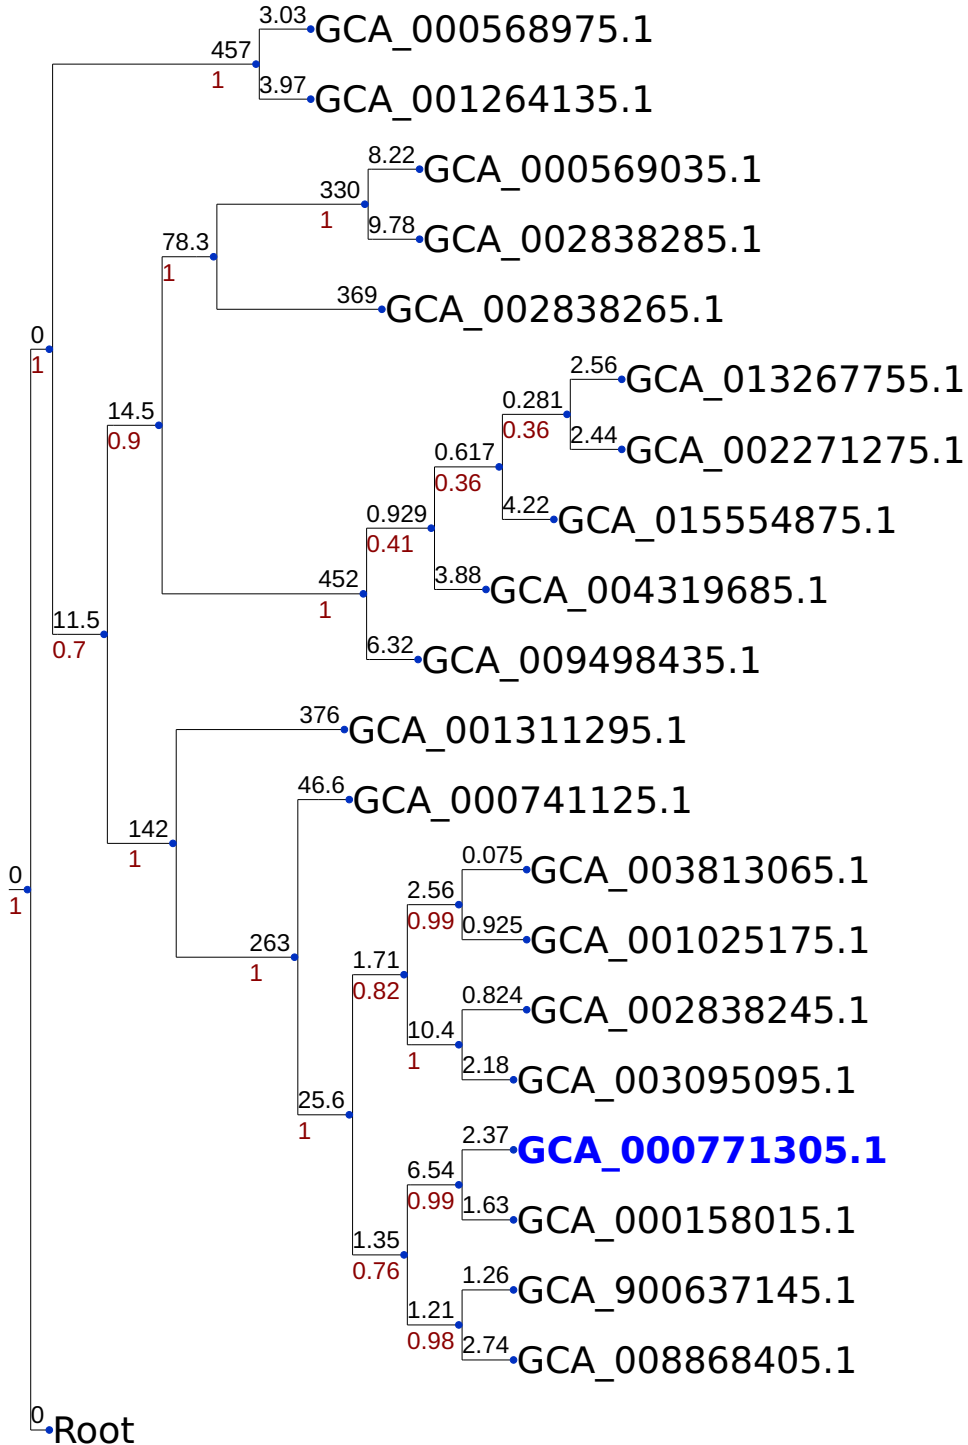 3.03
GCA_000568975.1
457
1
3.97
GCA_001264135.1
8.22
GCA_000569035.1
330
1
9.78
GCA_002838285.1
78.3
1
369
GCA_002838265.1
0
1
2.56
GCA_013267755.1
0.281
0.36
14.5
0.9
2.44
GCA_002271275.1
0.617
0.36
4.22
GCA_015554875.1
0.929
0.41
3.88
GCA_004319685.1
452
1
11.5
0.7
6.32
GCA_009498435.1
376
GCA_001311295.1
46.6
GCA_000741125.1
142
1
0.075
GCA_003813065.1
0
1
2.56
0.99
0.925
GCA_001025175.1
263
1
1.71
0.82
0.824
GCA_002838245.1
10.4
1
2.18
GCA_003095095.1
25.6
1
2.37
GCA_000771305.1
6.54
0.99
1.63
GCA_000158015.1
1.35
0.76
1.26
GCA_900637145.1
1.21
0.98
2.74
GCA_008868405.1
0
Root